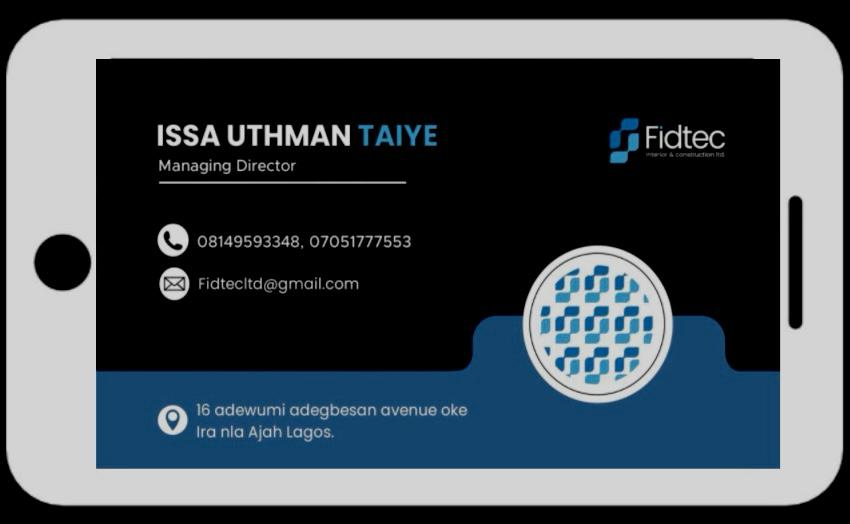 ISSA UTHMAN TAIYE
Managing Director
Fidtec
interior & construction ltd.
08149593348, 07051777553
Fidtecltd@gmail.com
16 adewumi adegbesan avenue oke
Ira nla Ajah Lagos.